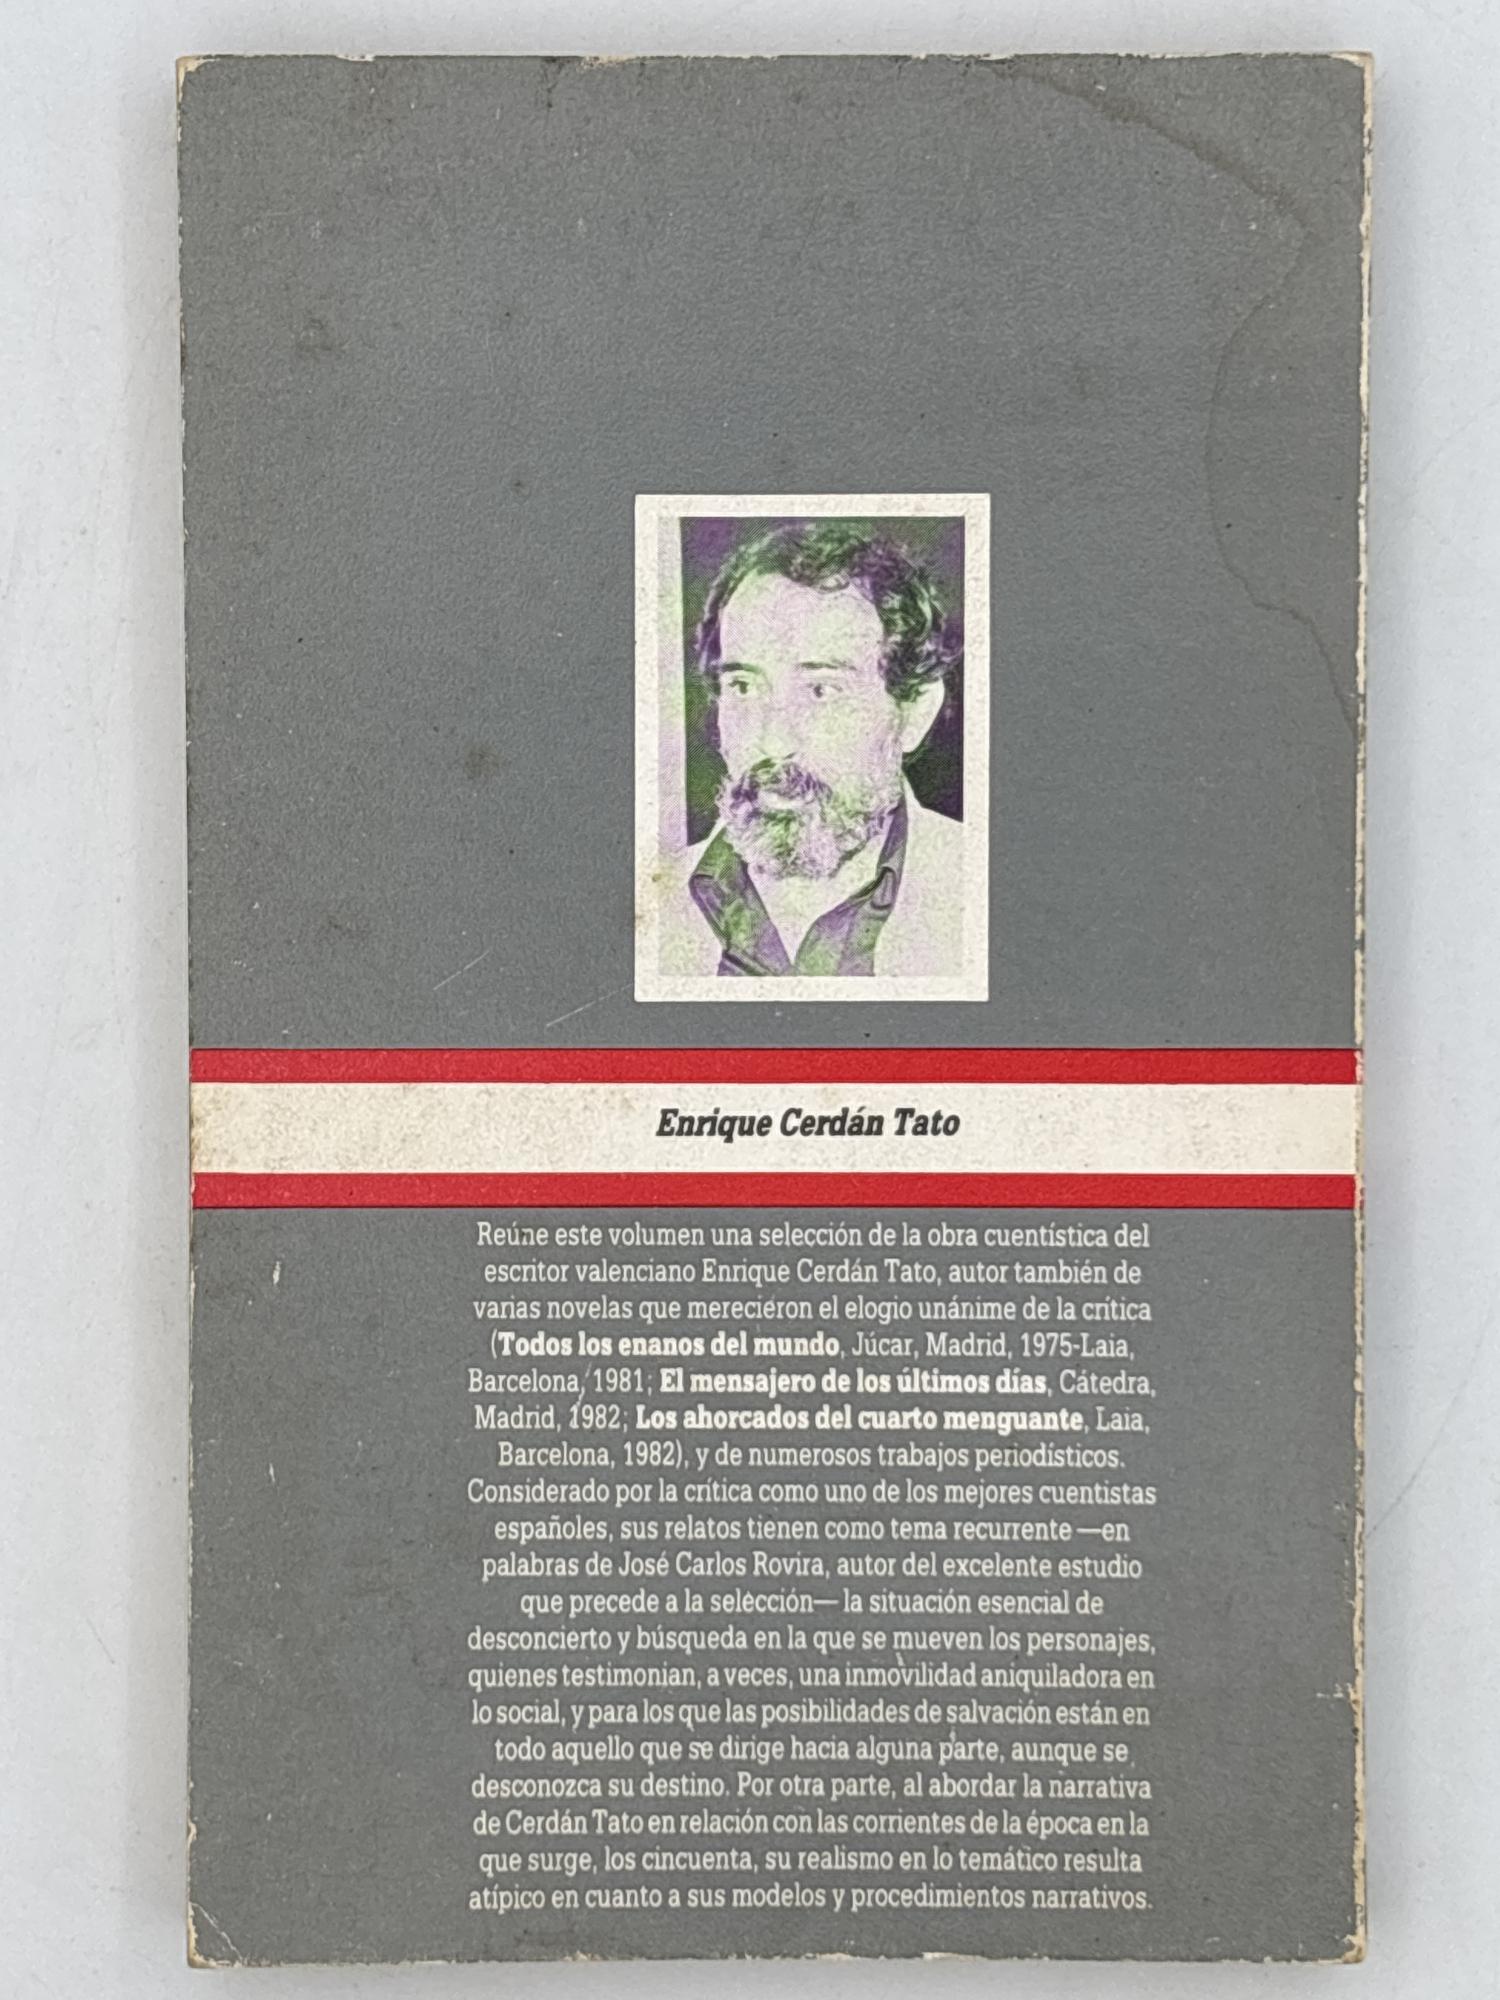 Enrique Cerdán Tato
Reúne este volumen una selección de la obra cuentística del
escritor valenciano Enrique Cerdán Tato, autor también de
varias novelas que merecieron el elogio unánime de la crítica
(Todos los enanos del mundo, Júcar, Madrid, 1975-Laia,
Barcelona, 1981; El mensajero de los últimos días, Cátedra,
Madrid, 1982; Los ahorcados del cuarto menguante, Laia,
Barcelona, 1982), y de numerosos trabajos periodísticos.
Considerado por la crítica como uno de los mejores cuentistas
españoles, sus relatos tienen como tema recurrente —en
palabras de José Carlos Rovira, autor del excelente estudio
que precede a la selección— la situación esencial de
desconcierto y búsqueda en la que se mueven los personajes,
quienes testimonian, a veces, una inmovilidad aniquiladora en
lo social, y para los que las posibilidades de salvación están en
todo aquello que se dirige hacia alguna parte, aunque se
desconozca su destino. Por otra parte, al abordar la narrativa
de Cerdán Tato en relación con las corrientes de la época en la
que surge, los cincuenta, su realismo en lo temático resulta
atípico en cuanto a sus modelos y procedimientos narrativos.